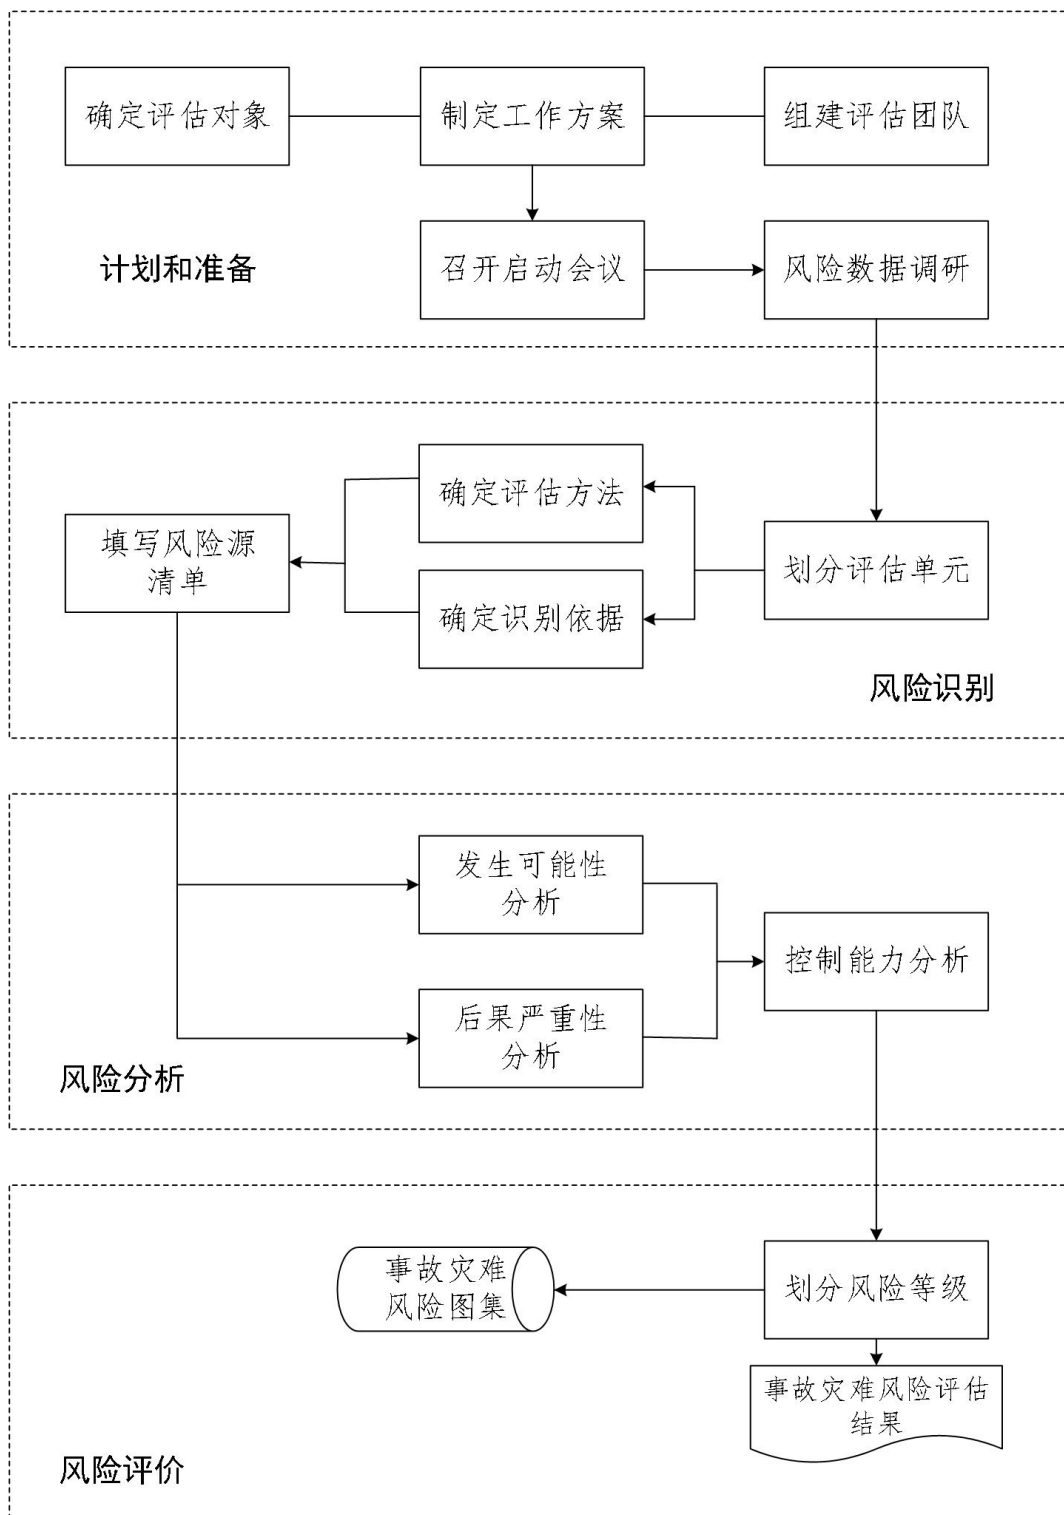 确定评估对象
制定工作方案
组建评估团队
计划和准备
召开启动会议
风险数据调研
确定评估方法
填写风险源
清单
划分评估单元
确定识别依据
风险识别
发生可能性
分析
控制能力分析
后果严重性
分析
风险分析
事故灾难
风险图集
划分风险等级
事故灾难风险评估
结果
风险评价